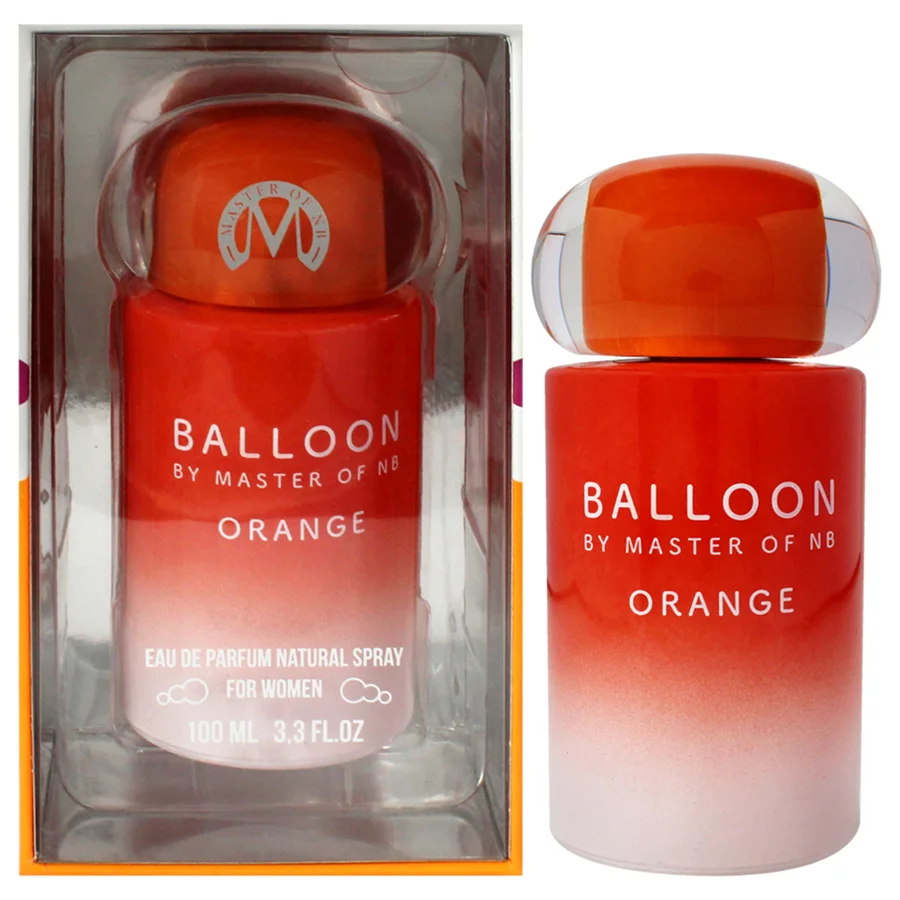 MASTER OF NB
M
BALLOON
BY MASTER OF NB
ORANGE
EAU DE PARFUM NATURAL SPRAY
FOR WOMEN
100 ML 3,3 FL.OZ
BALLOON
BY MASTER OF NB
ORANGE